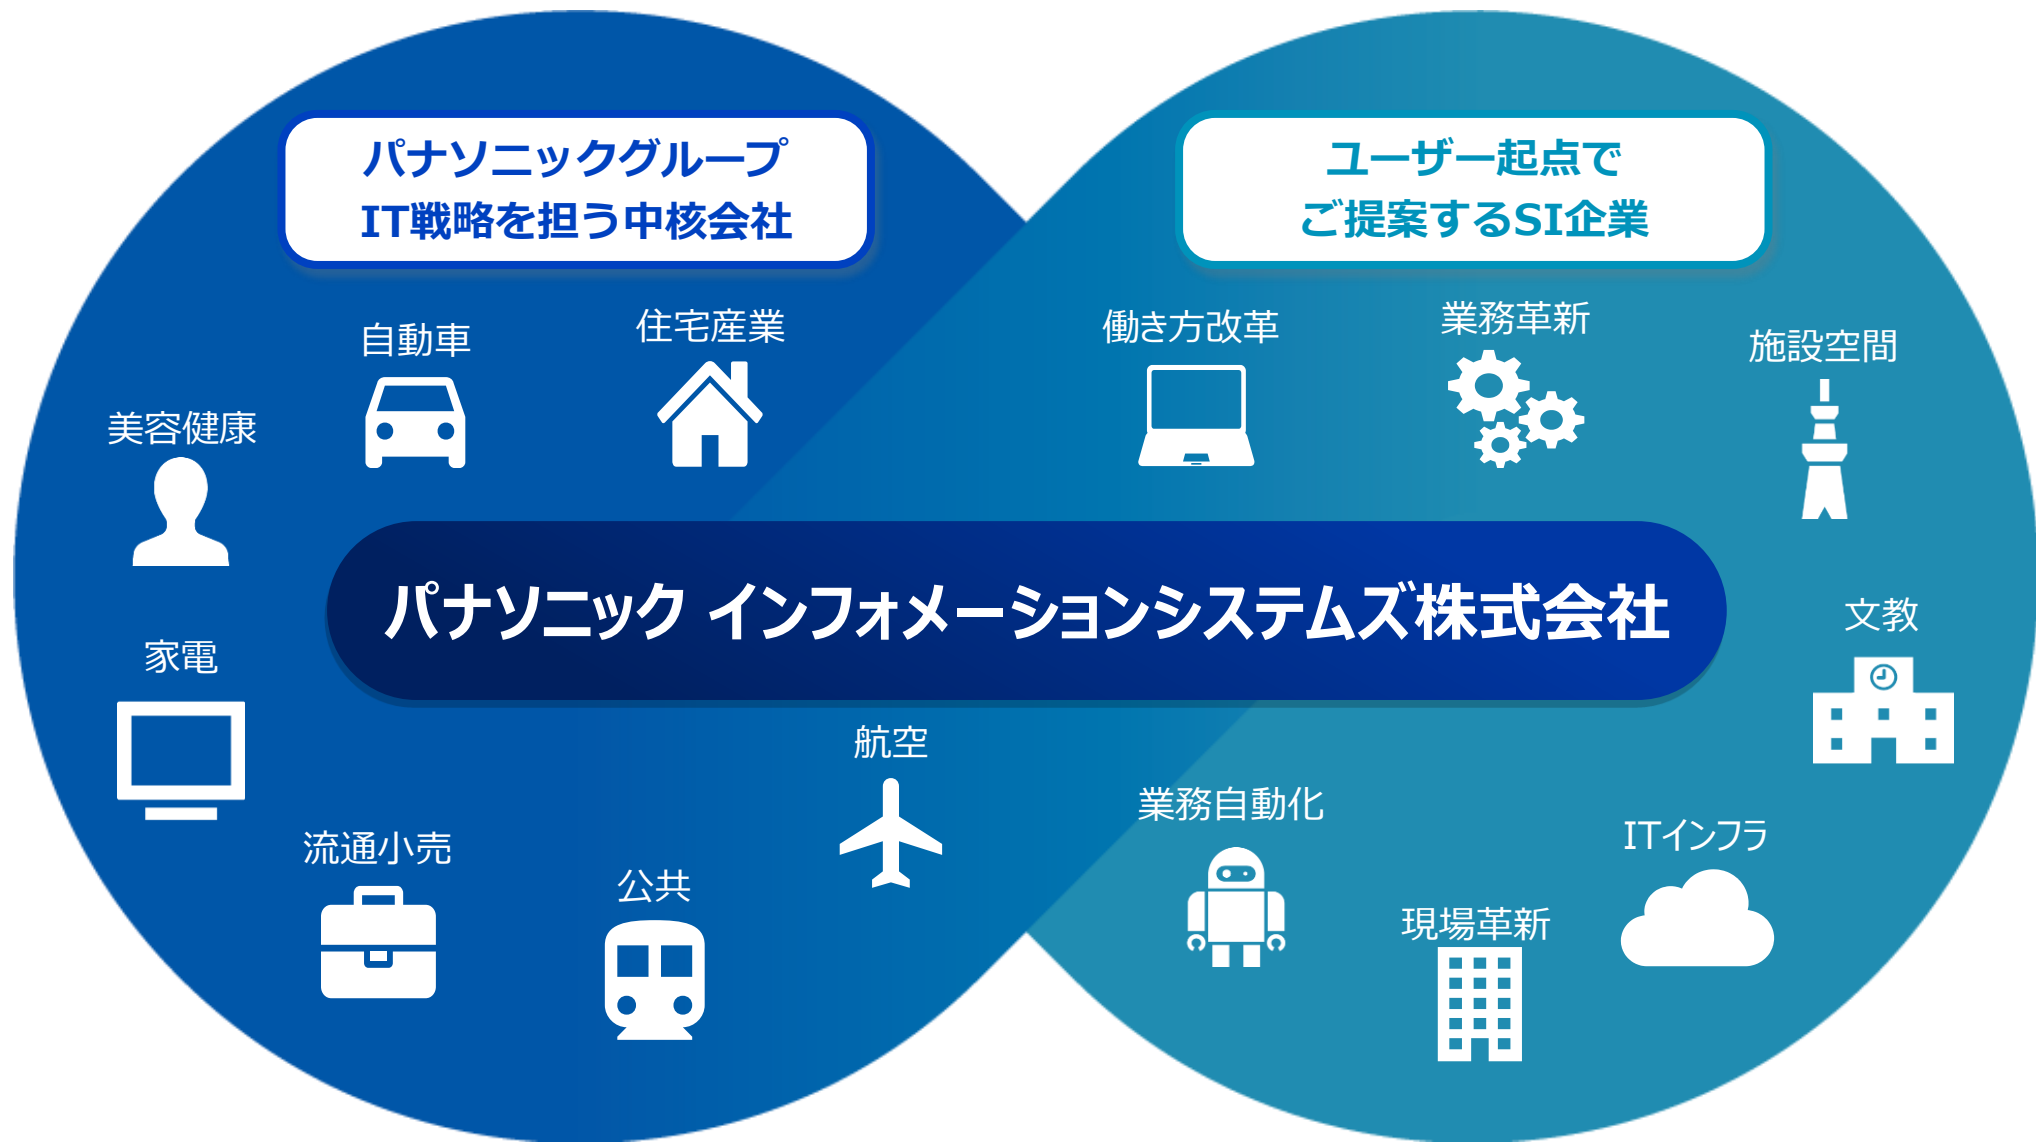 パナソニックグループ
IT戦略を担う中核会社
ユーザー起点で
ご提案するSI企業
自動車
住宅産業
美容健康
働き方改革
業務革新
施設空間
パナソニック インフォメーションシステムズ株式会社
家電
文教
航空
流通小売
公共
業務自動化
ITインフラ
現場革新